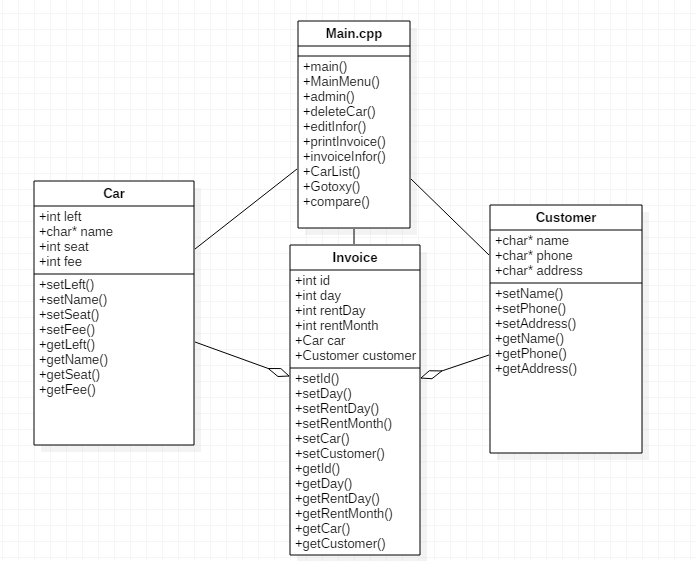 Main.cpp
+main()
+MainMenu()
+admin()
+deleteCar()
+editInfor()
+printInvoice()
+invoiceInfor()
+CarList()
+Gotoxy()
+compare()
Car
+int left
+char* name
+int seat
+int fee
+setLeft()
+setName()
+setSeat()
+setFee()
+getLeft()
+getName()
+getSeat()
+getFee()
Invoice
+int id
+int day
+int rentDay
+int rentMonth
+Car car
+Customer customer
+setId()
+setDay()
+setRentDay()
+setRentMonth()
+setCar()
+setCustomer()
+getId()
+getDay()
+getRentDay()
+getRentMonth()
+getCar()
+getCustomer()
Customer
+char* name
+char* phone
+char* address
+setName()
+setPhone()
+setAddress()
+getName()
+getPhone()
+getAddress()